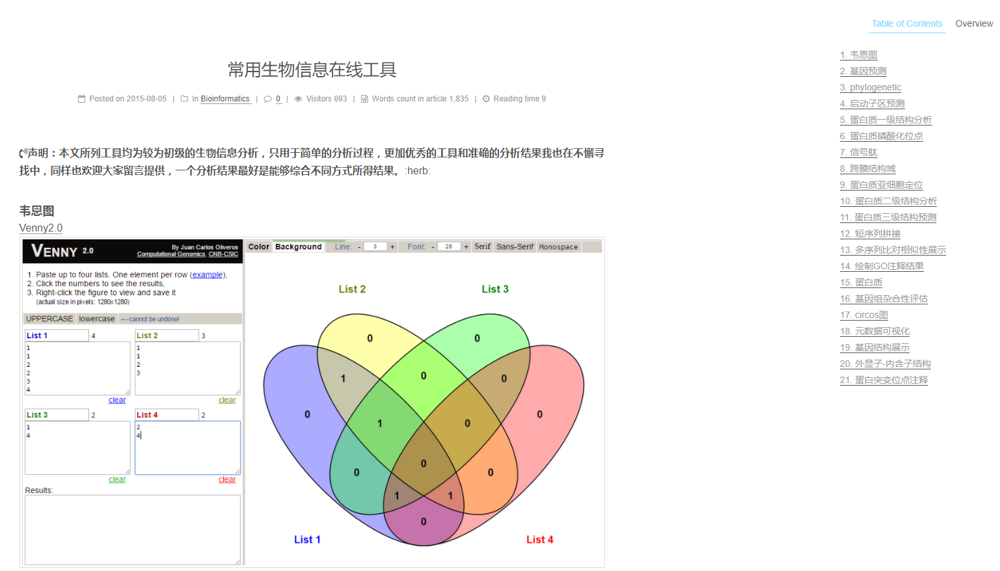 Table of Contents Overview
常用生物信息在线工具
Posted on 2015-08-05 | In Bioinformatics | 0 | Visitors 693 | Words count in article 1,835 | Reading time 9
声明：本文所列工具均为较为初级的生物信息分析，只用于简单的分析过程，更加优秀的工具和准确的分析结果我也在不懈寻
找中，同样也欢迎大家留言提供，一个分析结果最好是能够综合不同方式所得结果。:herb:
韦恩图
Venny2.0
VENNY 2.0
By Juan Carlos Oliveros
Computational Genomics, CNB-CSIC
1. Paste up to four lists. One element per row (example),
2. Click the numbers to see the results,
3. Right-click the figure to view and save it
(actual size in pixels: 1280x1280)
UPPERCASE lowercase ←cannot be undone!
List 1 4
1
1
2
2
3
4
clear
List 2 3
1
1
2
3
clear
List 3 2
1
4
clear
List 4 2
2
4
clear
Results:
Color Background Line: - 3 + Font: - 28 + Serif Sans-Serif Monospace
List 2 List 3
0 0
1 0 0
0 1 0 0
0 0 0
1 1
0
List 1 List 4
1. 韦恩图
2. 基因预测
3. phylogenetic
4. 启动子区预测
5. 蛋白质一级结构分析
6. 蛋白质磷酸化位点
7. 信号肽
8. 跨膜结构域
9. 蛋白质亚细胞定位
10. 蛋白质二级结构分析
11. 蛋白质三级结构预测
12. 短序列拼接
13. 多序列比对相似性展示
14. 绘制GO注释结果
15. 蛋白质
16. 基因组杂合性评估
17. circos图
18. 元数据可视化
19. 基因结构展示
20. 外显子-内含子结构
21. 蛋白突变位点注释